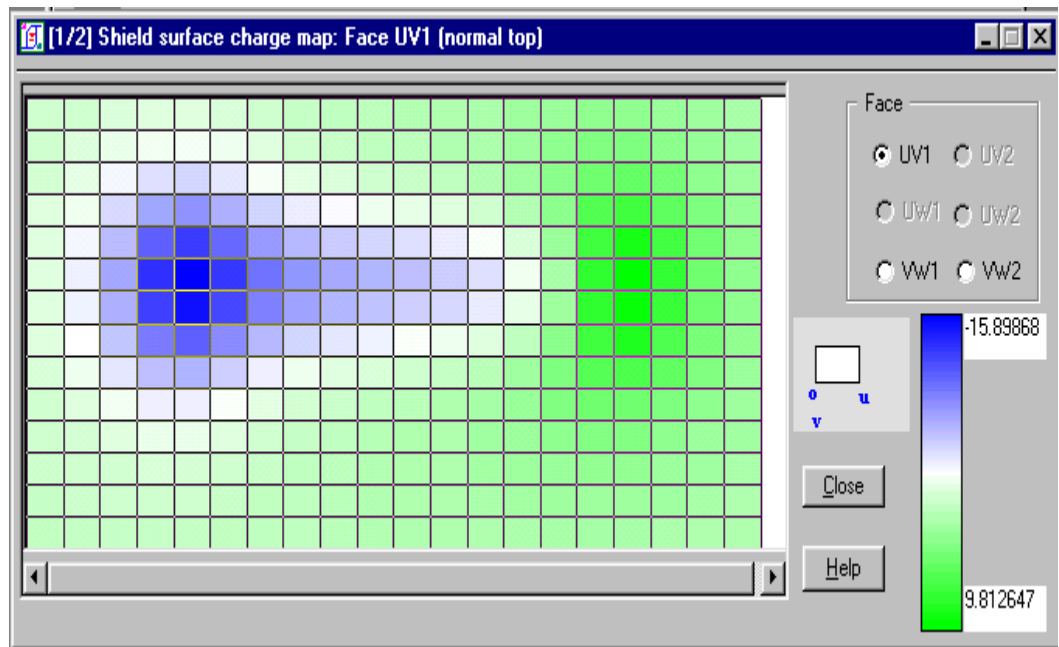 [1/2] Shield surface charge map: Face UV1 (normal top)
Face
UV1 UV2
UW1 UW2
VW1 VW2
-15.89868
o u
v
Close
Help
9.812647